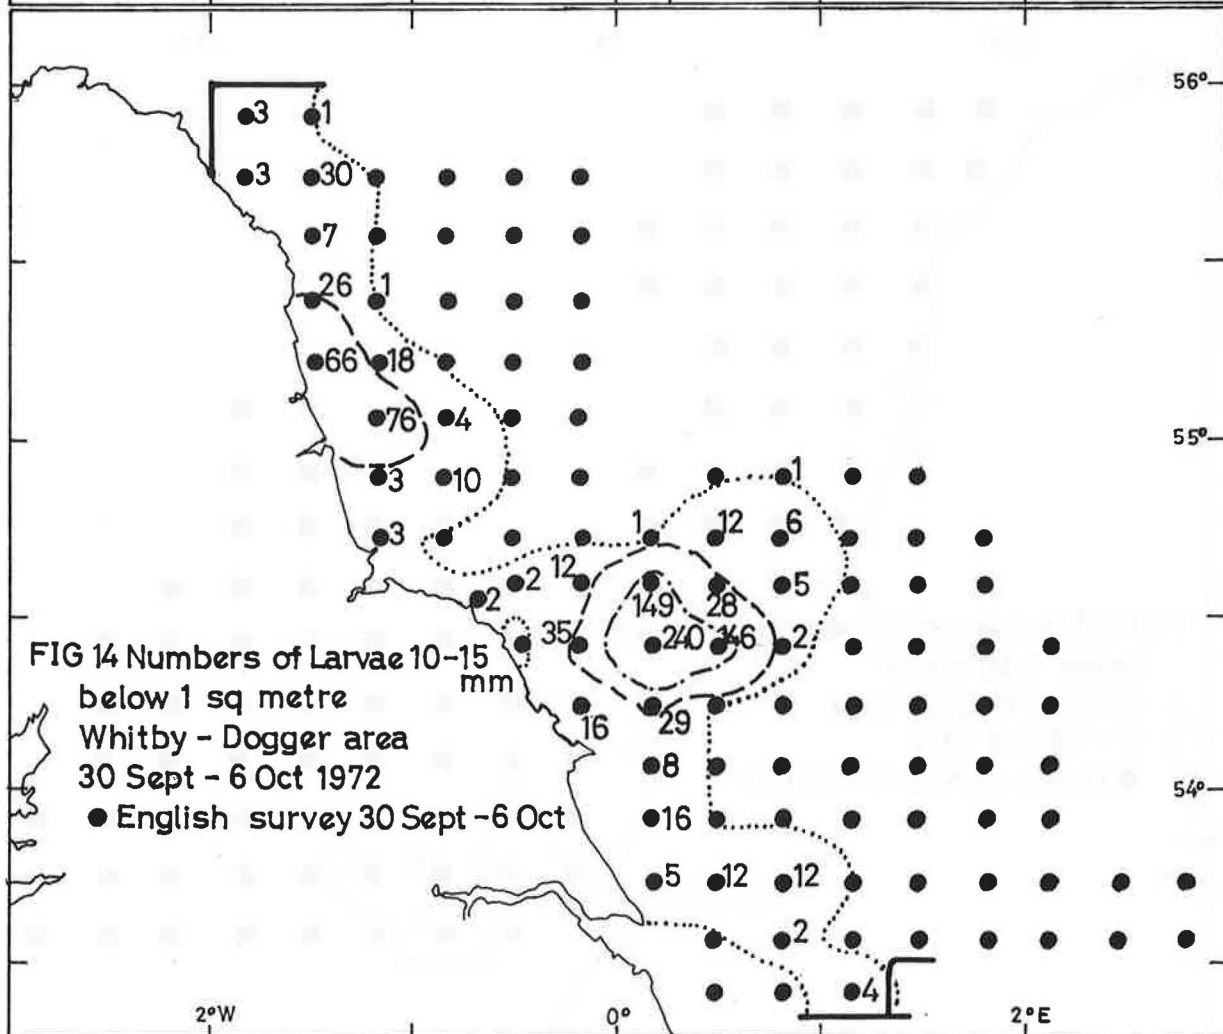 56°
3 1
3 30
7
26 1
66 18
76 4
55°
3 10
1
3 1 12 6
12
2 2 149 28 5
35 240 146 2
FIG 14 Numbers of Larvae 10-15
mm
below 1 sq metre
16 29
Whitby - Dogger area
30 Sept - 6 Oct 1972
8
54°
● English survey 30 Sept - 6 Oct
16
5 12 12
2
4
2°W 0° 2°E